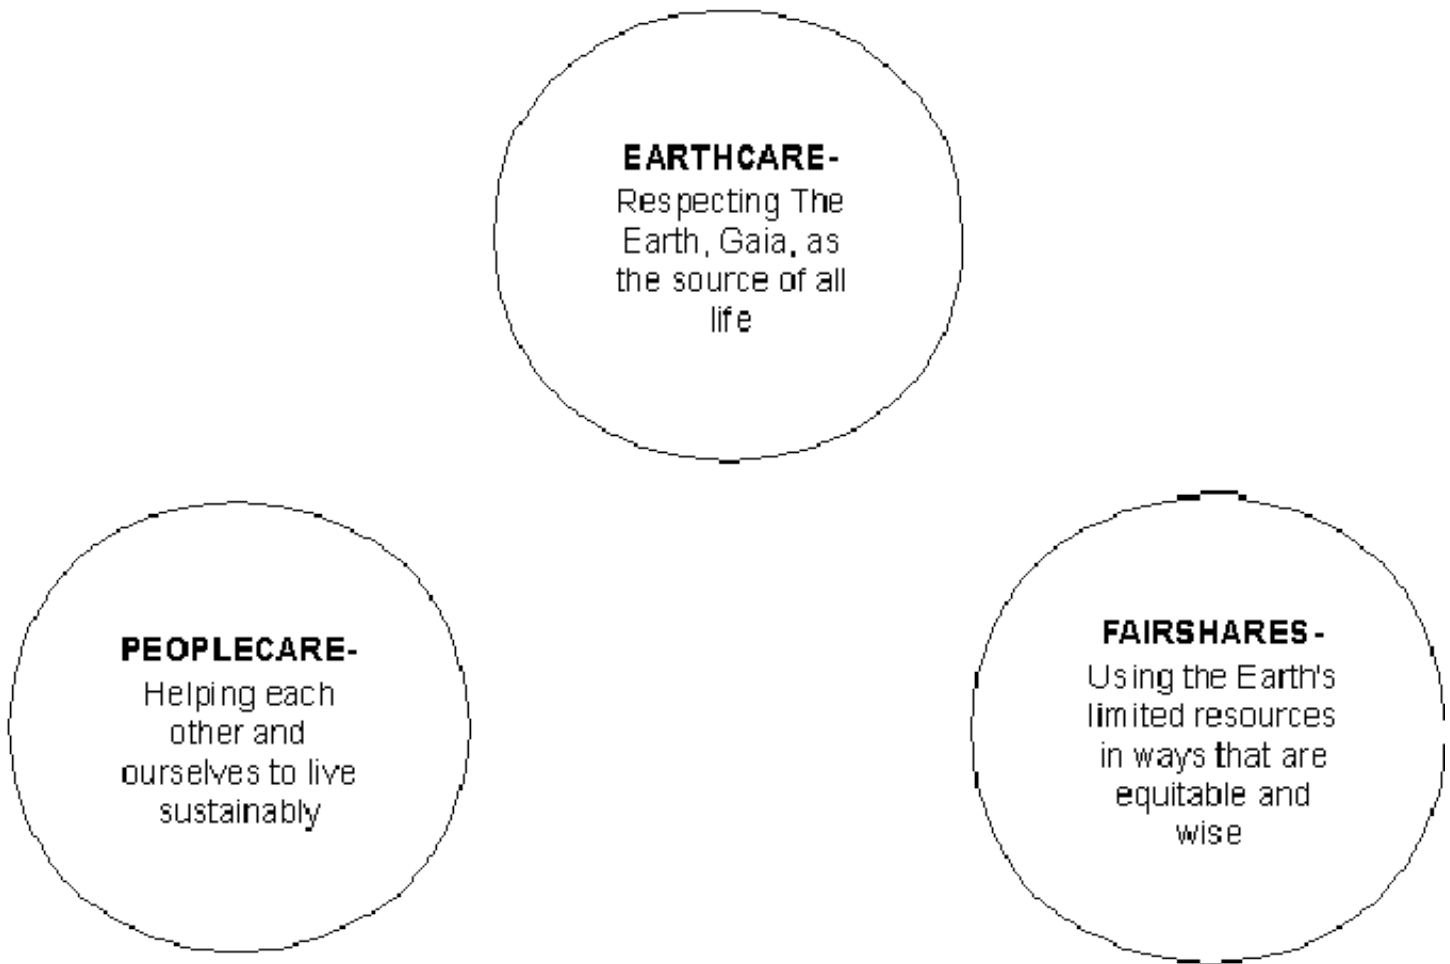 EARTHCARE-
Respecting The
Earth, Gaia, as
the source of all
life
PEOPLECARE-
Helping each
other and
ourselves to live
sustainably
FAIRSHARES-
Using the Earth's
limited resources
in ways that are
equitable and
wise